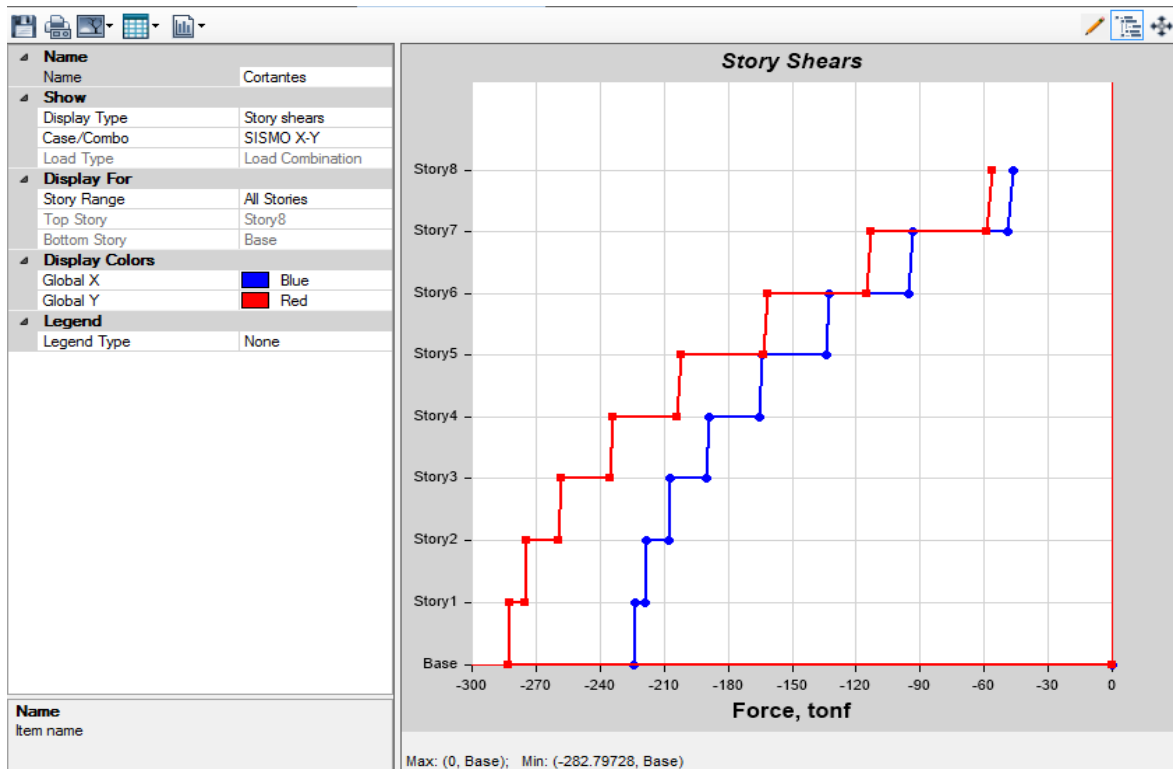 Name
Name Cortantes
Show
Display Type Story shears
Case/Combo SISMO X-Y
Load Type Load Combination
Display For
Story Range All Stories
Top Story Story8
Bottom Story Base
Display Colors
Global X Blue
Global Y Red
Legend
Legend Type None
Name
Item name
Story Shears
Story8
Story7
Story6
Story5
Story4
Story3
Story2
Story1
Base
-300 -270 -240 -210 -180 -150 -120 -90 -60 -30 0
Force, tonf
Max: (0, Base); Min: (-282.79728, Base)